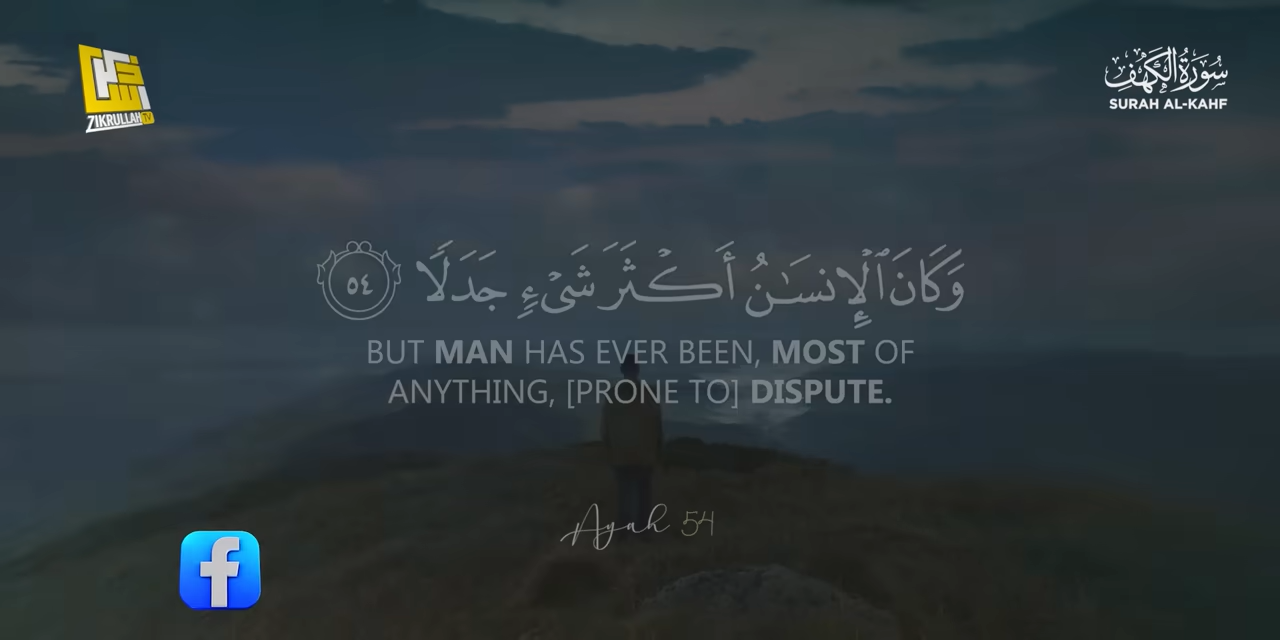 ZIKRULLAH TV
سُورَةُ الكَهْفِ
SURAH AL-KAHF
وَكَانَ ٱلْإِنسَـٰنُ أَكْثَرَ شَىْءٍ جَدَلًا ٥٤
BUT MAN HAS EVER BEEN, MOST OF
ANYTHING, [PRONE TO] DISPUTE.
Ayah 54
f